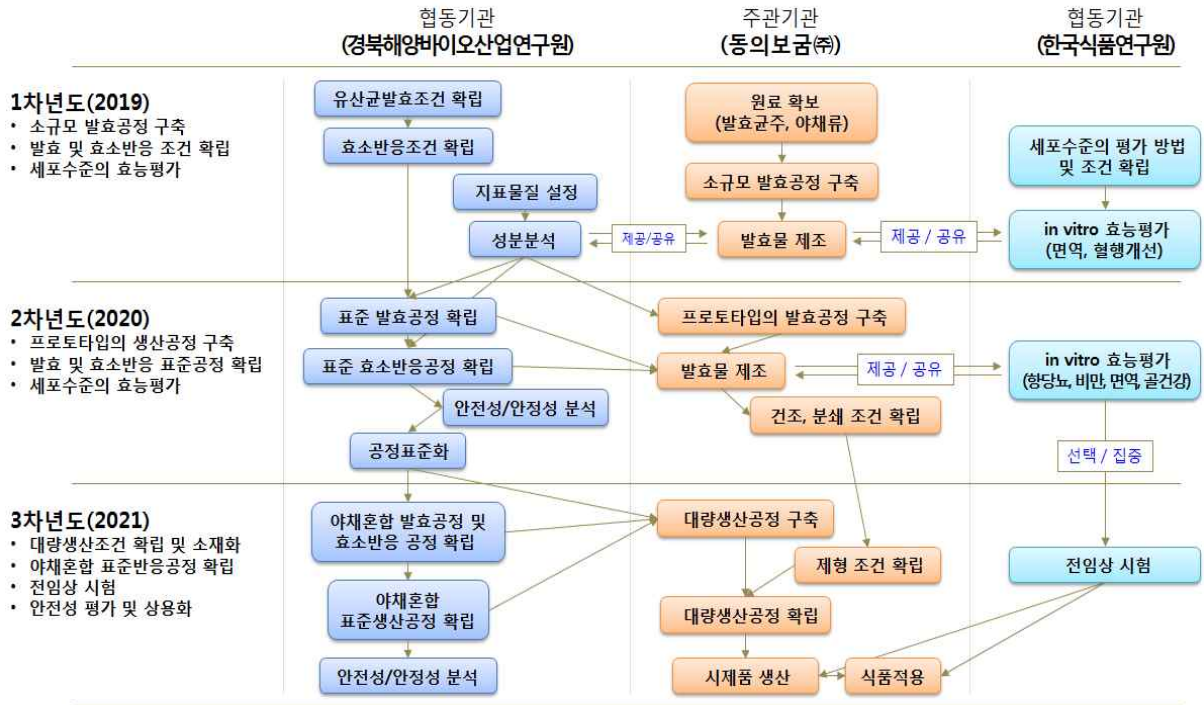 협동기관
(경북해양바이오산업연구원)
주관기관
(동의보금㈜)
협동기관
(한국식품연구원)
1차년도(2019)
• 소규모 발효공정 구축
• 발효 및 효소반응 조건 확립
• 세포수준의 효능평가
유산균발효조건 확립
효소반응조건 확립
지표물질 설정
성분분석
제공/공유
원료 확보
(발효균주, 야채류)
소규모 발효공정 구축
발효물 제조
제공 / 공유
세포수준의 평가 방법
및 조건 확립
in vitro 효능평가
(면역, 혈행개선)
2차년도(2020)
• 프로토타입의 생산공정 구축
• 발효 및 효소반응 표준공정 확립
• 세포수준의 효능평가
표준 발효공정 확립
표준 효소반응공정 확립
안전성/안정성 분석
공정표준화
프로토타입의 발효공정 구축
발효물 제조
제공 / 공유
건조, 분쇄 조건 확립
in vitro 효능평가
(항당뇨, 비만, 면역, 골건강)
선택 / 집중
3차년도(2021)
• 대량생산조건 확립 및 소재화
• 야채혼합 표준반응공정 확립
• 전임상 시험
• 안전성 평가 및 상용화
야채혼합 발효공정 및
효소반응 공정 확립
야채혼합
표준생산공정 확립
안전성/안정성 분석
대량생산공정 구축
제형 조건 확립
대량생산공정 확립
시제품 생산
식품적용
전임상 시험